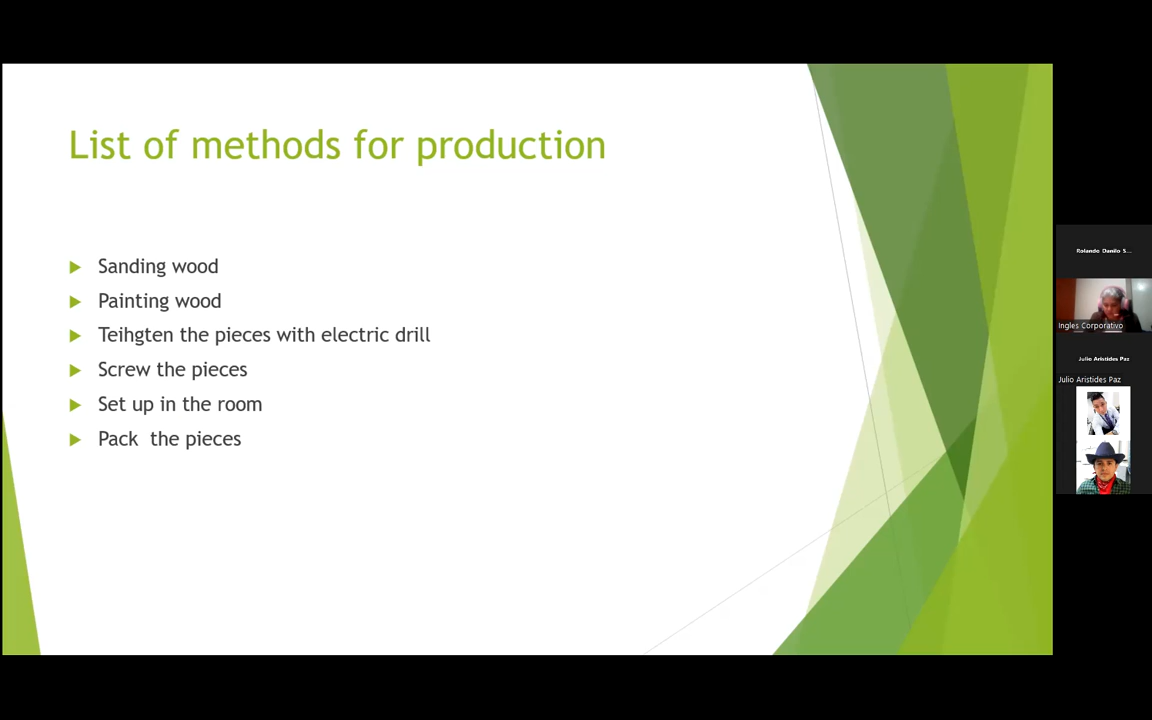 List of methods for production
Sanding wood
Painting wood
Teihgten the pieces with electric drill
Screw the pieces
Set up in the room
Pack  the pieces
Rolando Danilo S...
Ingles Corporativo
Julio Aristides Paz
Julio Aristides Paz